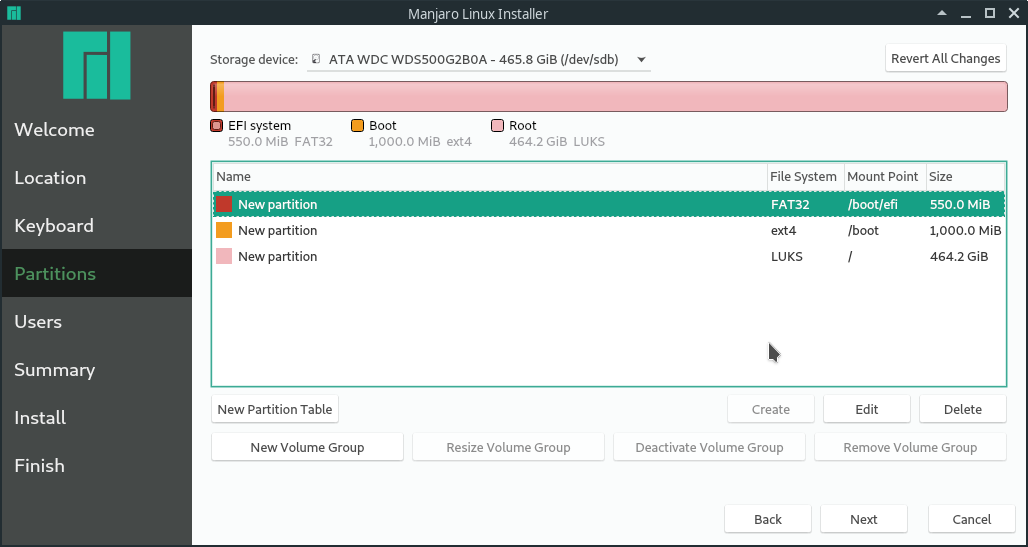 Manjaro Linux Installer
Welcome
Location
Keyboard
Partitions
Users
Summary
Install
Finish
Storage device: ATA WDC WDS500G2B0A - 465.8 GiB (/dev/sdb) Revert All Changes
EFI system Boot Root
550.0 MiB FAT32 1,000.0 MiB ext4 464.2 GiB LUKS
Name File System Mount Point Size
New partition FAT32 /boot/efi 550.0 MiB
New partition ext4 /boot 1,000.0 MiB
New partition LUKS / 464.2 GiB
New Partition Table Create Edit Delete
New Volume Group Resize Volume Group Deactivate Volume Group Remove Volume Group
Back Next Cancel